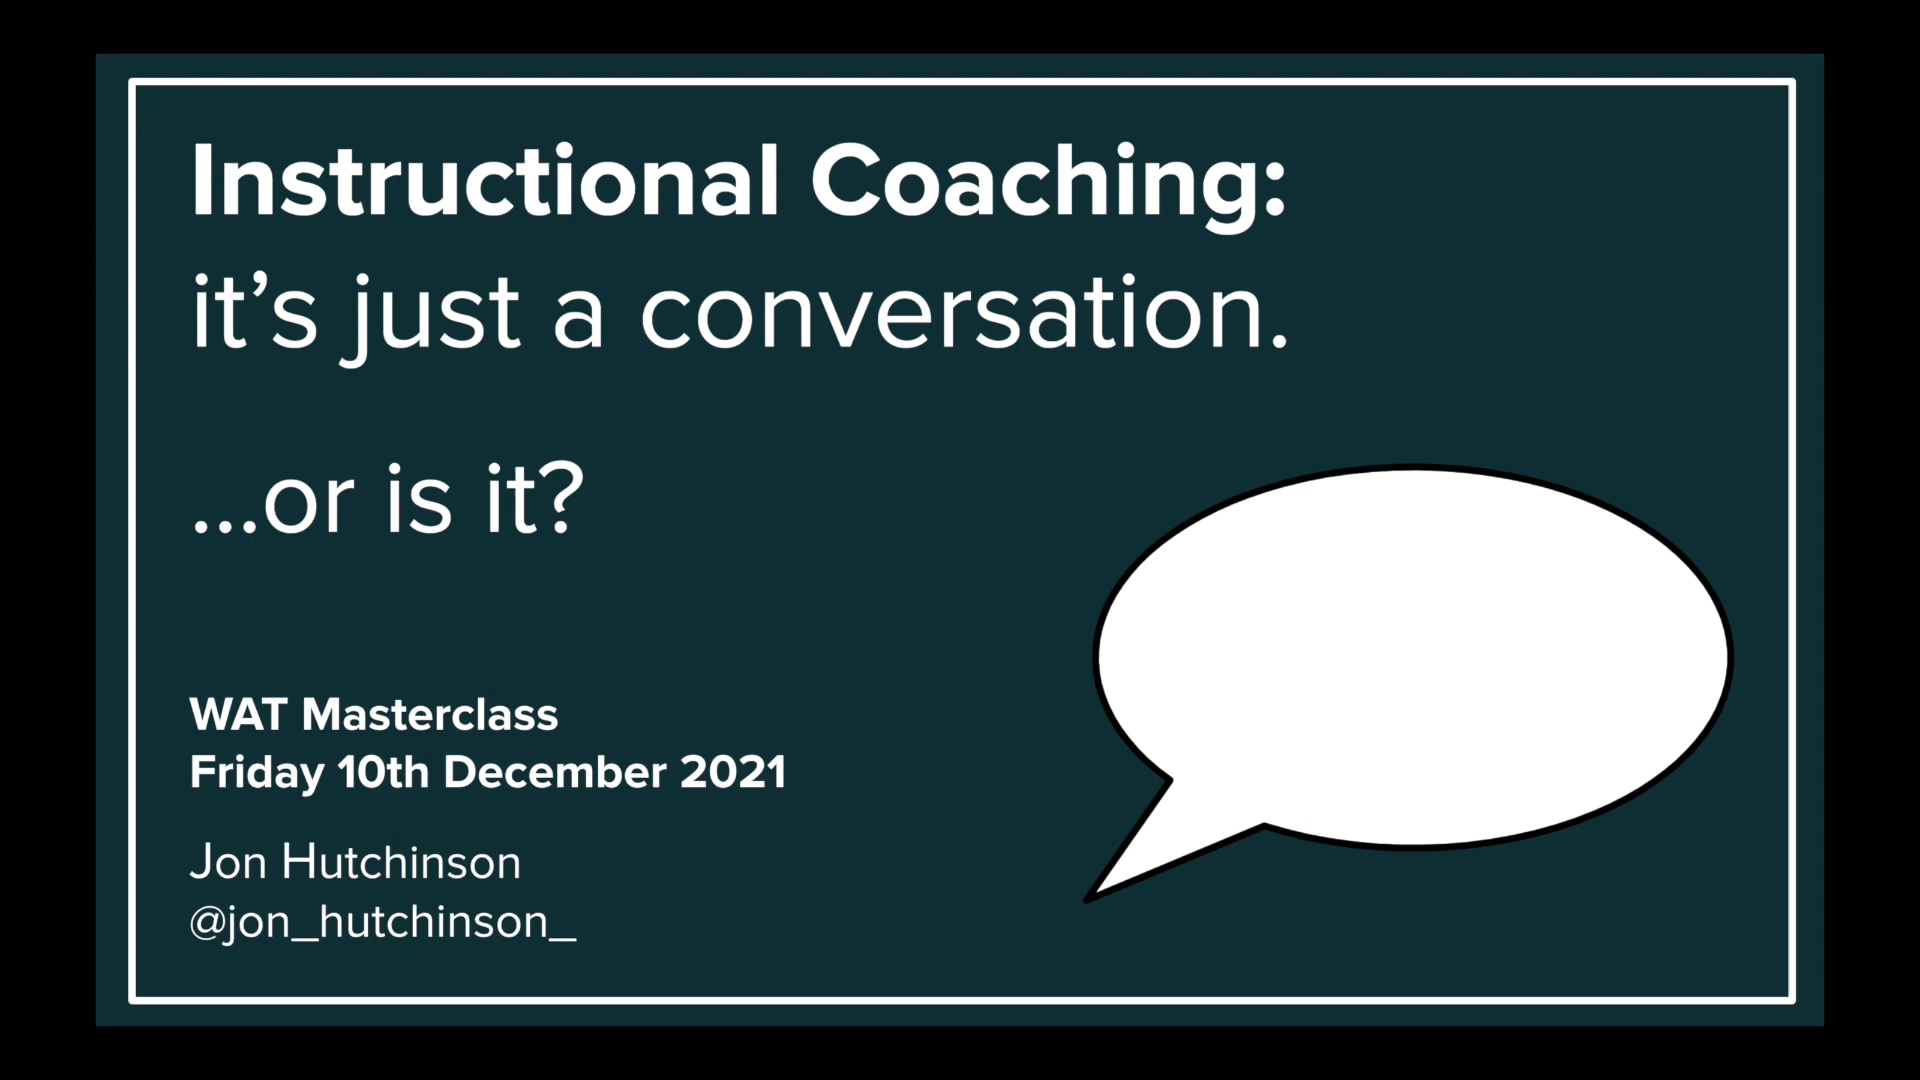 Instructional Coaching:
it’s just a conversation.
...or is it?
WAT Masterclass
Friday 10th December 2021
Jon Hutchinson
@jon_hutchinson_